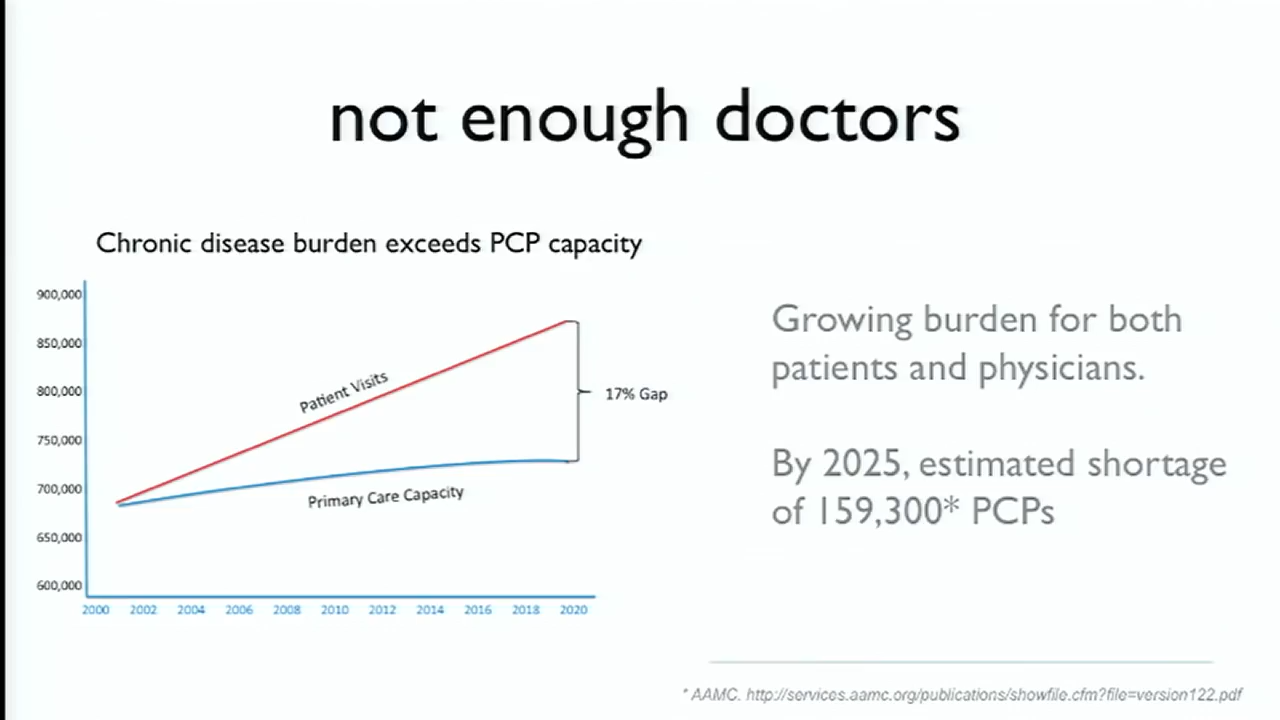 not enough doctors
Chronic disease burden exceeds PCP capacity
900,000
850,000
800,000
750,000
700,000
650,000
600,000
Patient Visits
17% Gap
Primary Care Capacity
2000 2002 2004 2006 2008 2010 2012 2014 2016 2018 2020
Growing burden for both
patients and physicians.
By 2025, estimated shortage
of 159,300* PCPs
* AAMC. http://services.aamc.org/publications/showfile.cfm?file=version122.pdf